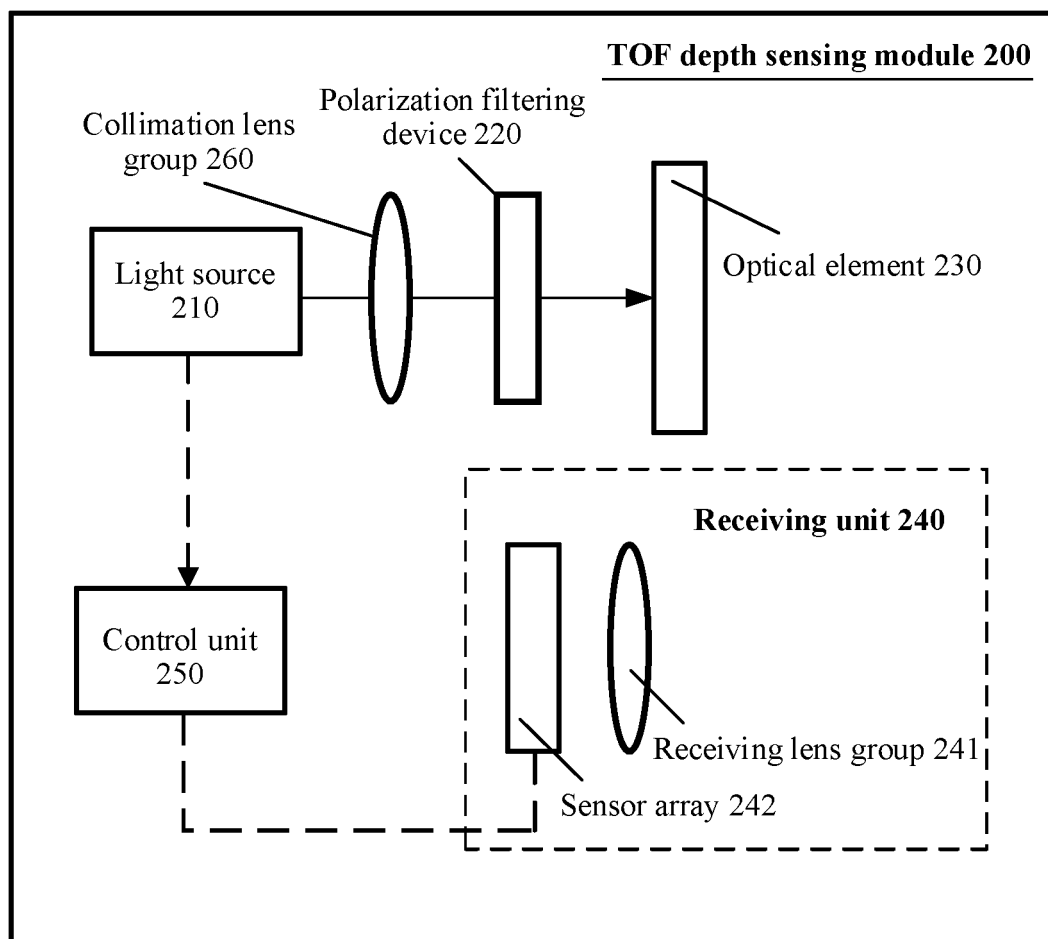 TOF depth sensing module 200
Polarization filtering
device 220
Collimation lens
group 260
Light source
210
Optical element 230
Receiving unit 240
Control unit
250
Receiving lens group 241
Sensor array 242